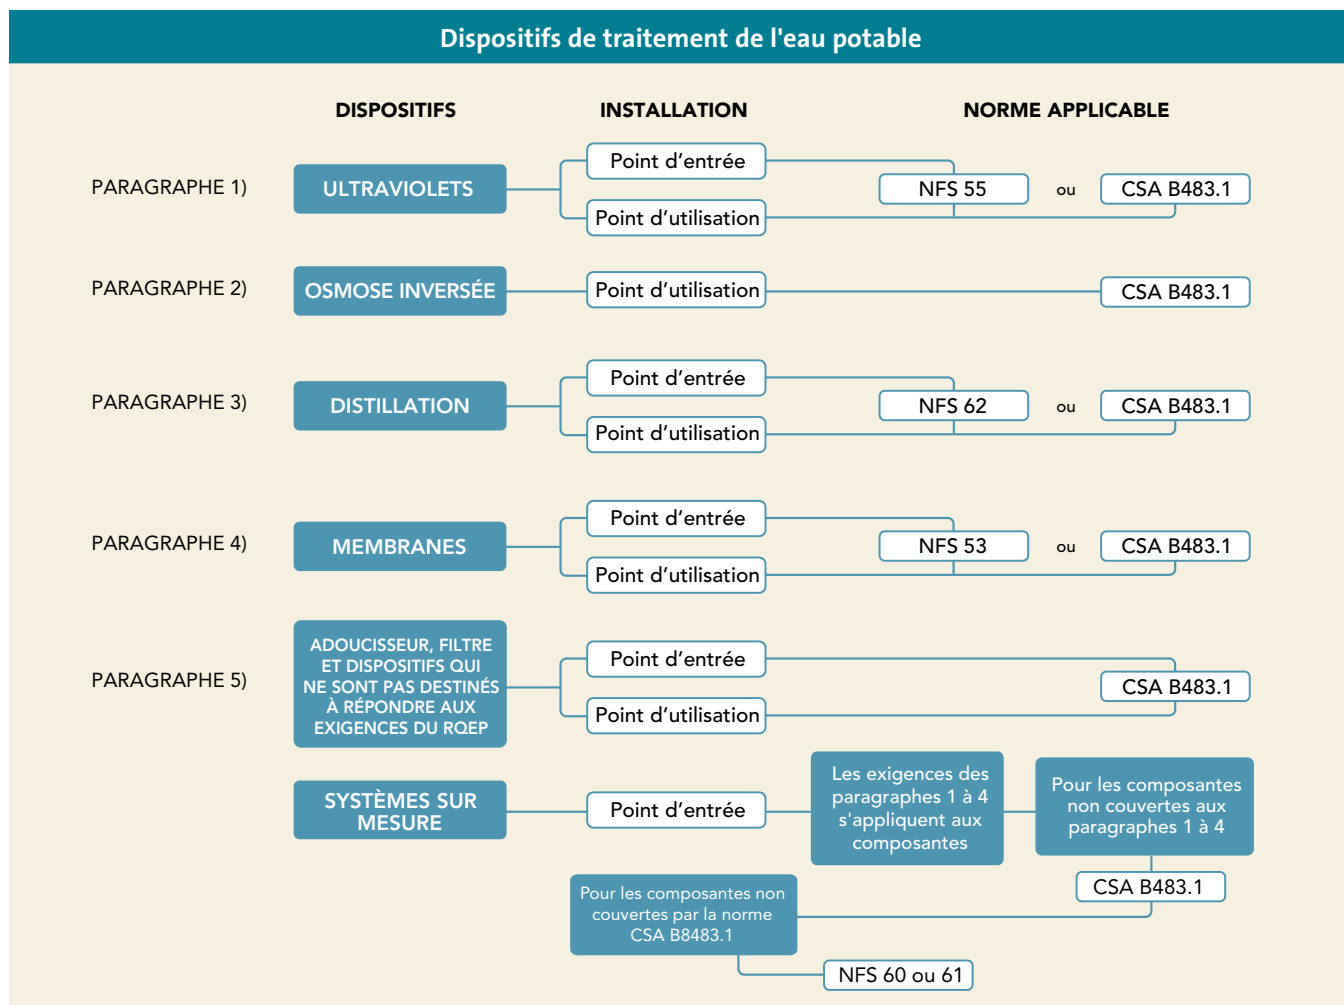 Dispositifs de traitement de l'eau potable
DISPOSITIFS
INSTALLATION
NORME APPLICABLE
PARAGRAPHE 1)
ULTRAVIOLETS
Point d’entrée
Point d’utilisation
NFS 55
ou
CSA B483.1
PARAGRAPHE 2)
OSMOSE INVERSÉE
Point d’utilisation
CSA B483.1
PARAGRAPHE 3)
DISTILLATION
Point d’entrée
Point d’utilisation
NFS 62
ou
CSA B483.1
PARAGRAPHE 4)
MEMBRANES
Point d’entrée
Point d’utilisation
NFS 53
ou
CSA B483.1
PARAGRAPHE 5)
ADOUCISSEUR, FILTRE
ET DISPOSITIFS QUI
NE SONT PAS DESTINÉS
À RÉPONDRE AUX
EXIGENCES DU RQEP
Point d’entrée
Point d’utilisation
CSA B483.1
SYSTÈMES SUR
MESURE
Point d’entrée
Les exigences des
paragraphes 1 à 4
s'appliquent aux
composantes
Pour les composantes
non couvertes aux
paragraphes 1 à 4
CSA B483.1
Pour les composantes non
couvertes par la norme
CSA B8483.1
NFS 60 ou 61